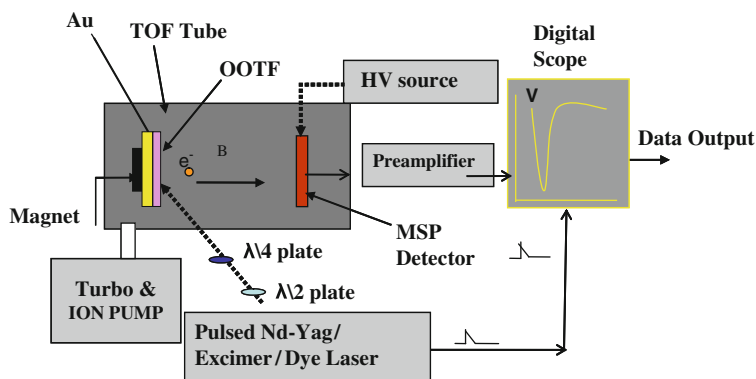 Au
TOF Tube
OOTF
HV source
Digital
Scope
V
e-
B
Preamplifier
Data Output
Magnet
MSP
Detector
λ\4 plate
λ\2 plate
Turbo &
ION PUMP
Pulsed Nd-Yag/
Excimer/Dye Laser